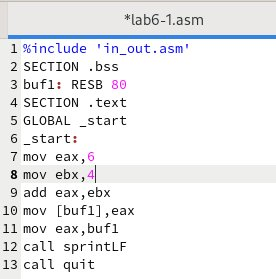 *lab6-1.asm
1 %include 'in_out.asm'
2 SECTION .bss
3 buf1: RESB 80
4 SECTION .text
5 GLOBAL _start
6 _start:
7 mov eax,6
8 mov ebx,4
9 add eax,ebx
10 mov [buf1],eax
11 mov eax,buf1
12 call sprintLF
13 call quit